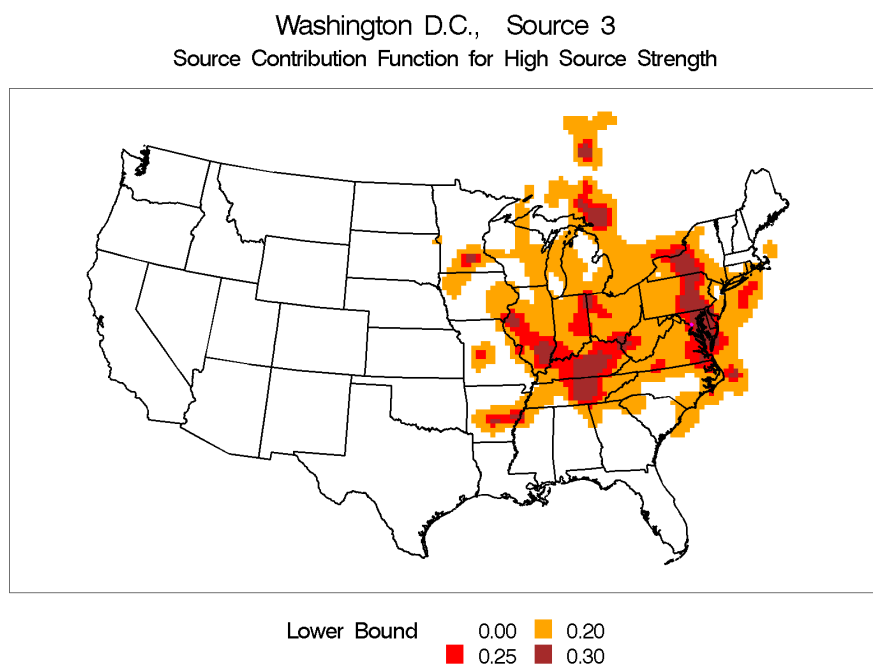 Washington D.C., Source 3
Source Contribution Function for High Source Strength
Lower Bound 0.00 0.20
0.25 0.30